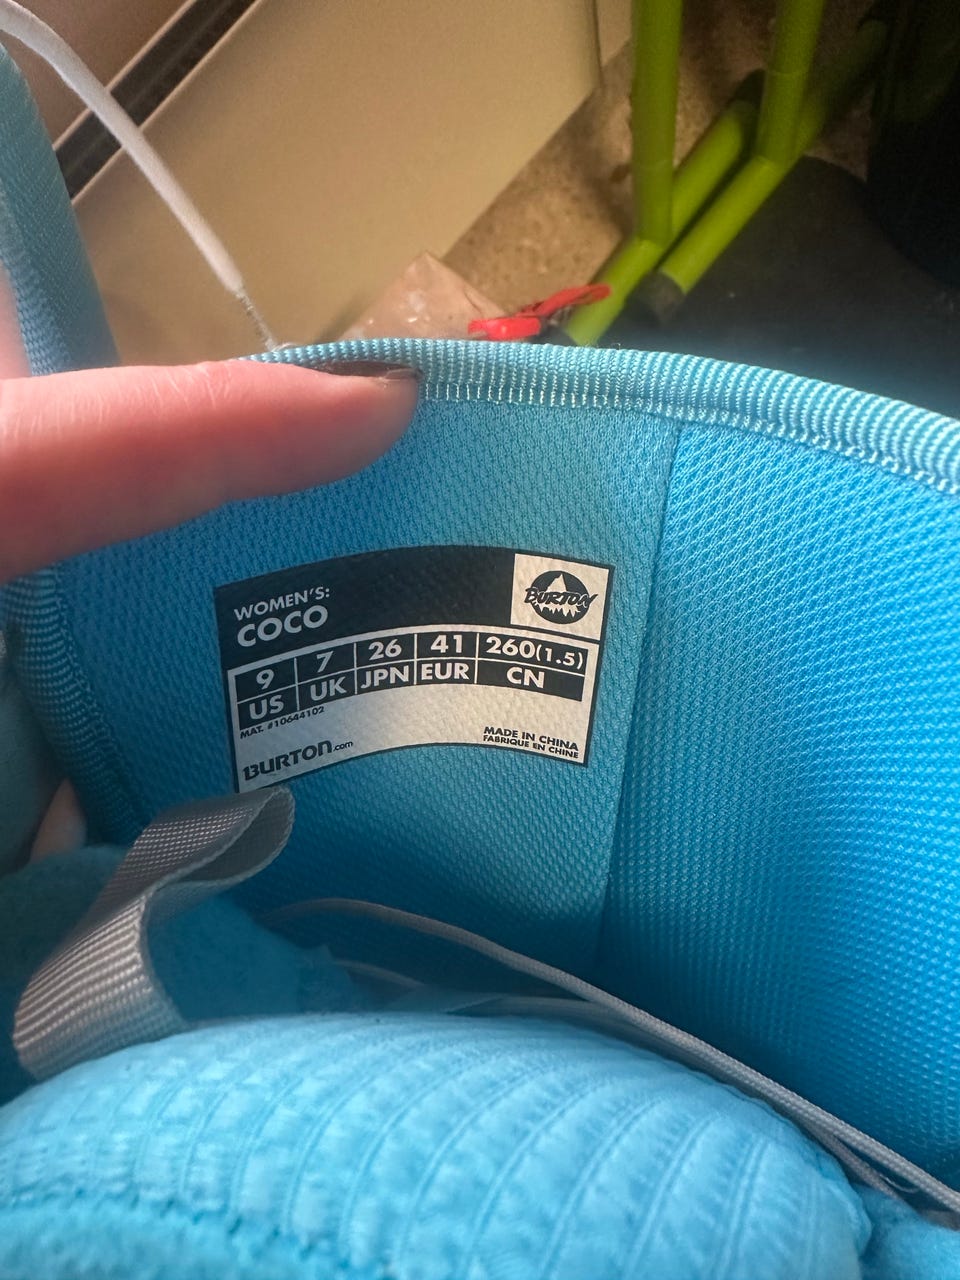 WOMEN'S:
COCO
BURTON
9 7 26 41 260(1.5)
US UK JPN EUR CN
MAT. #10644102
MADE IN CHINA
FABRIQUE EN CHINE
BURTON.com